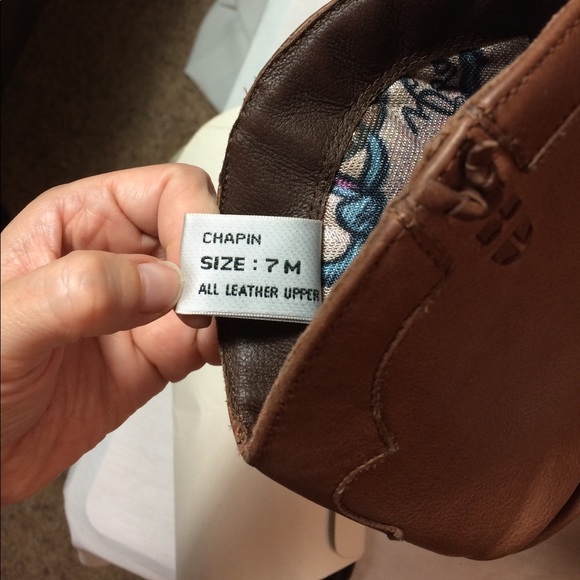 CHAPIN
SIZE : 7 M
ALL LEATHER UPPER